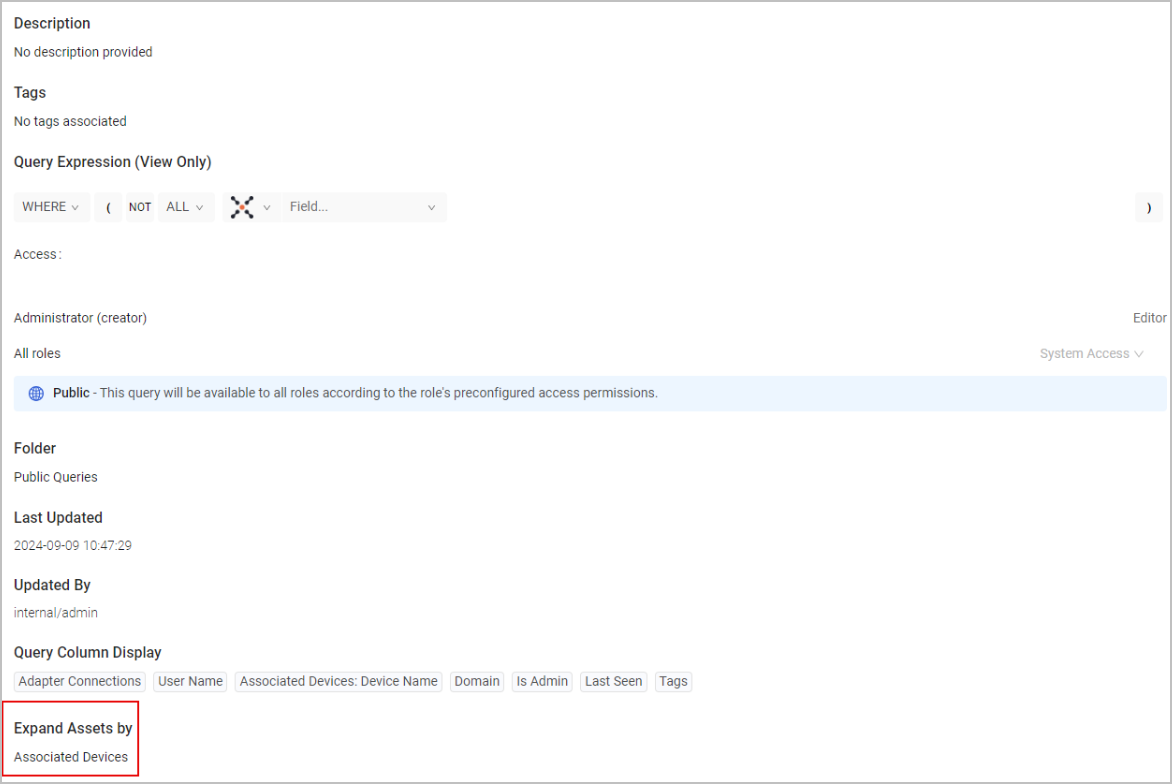 Description
No description provided
Tags
No tags associated
Query Expression (View Only)
WHERE ( NOT ALL Field... )
Access:
Administrator (creator) Editor
All roles System Access
Public - This query will be available to all roles according to the role's preconfigured access permissions.
Folder
Public Queries
Last Updated
2024-09-09 10:47:29
Updated By
internal/admin
Query Column Display
Adapter Connections User Name Associated Devices: Device Name Domain Is Admin Last Seen Tags
Expand Assets by
Associated Devices